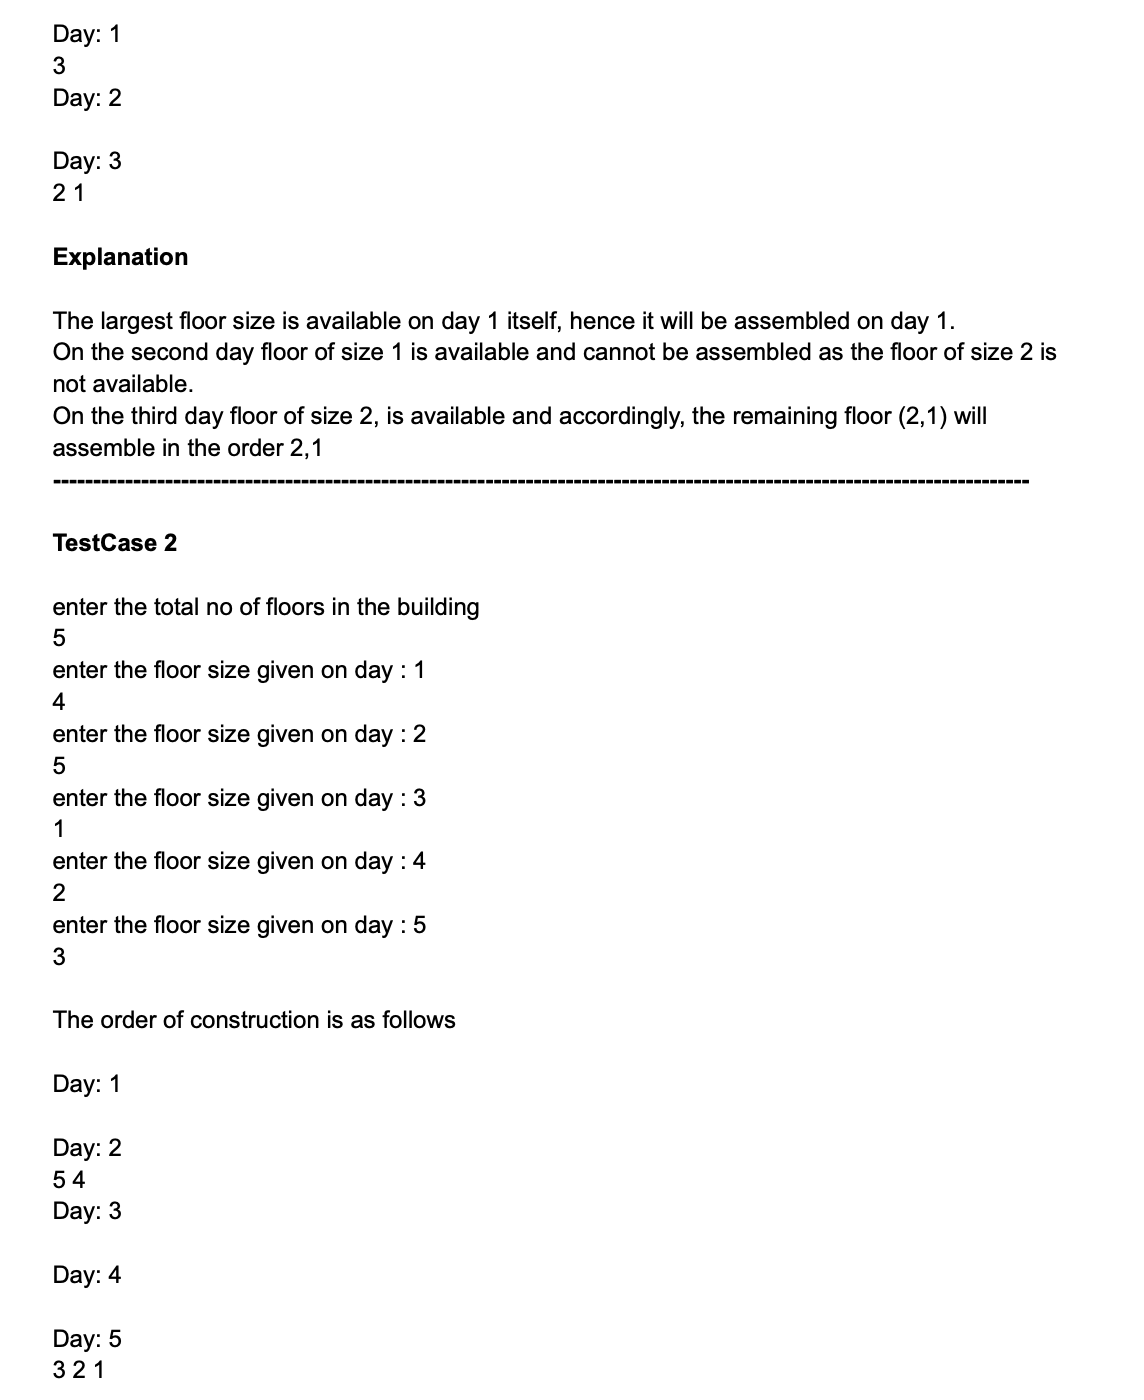 Day: 1
3
Day: 2
Day: 3
2 1
Explanation
The largest floor size is available on day 1 itself, hence it will be assembled on day 1.
On the second day floor of size 1 is available and cannot be assembled as the floor of size 2 is
not available.
On the third day floor of size 2, is available and accordingly, the remaining floor (2,1) will
assemble in the order 2,1
TestCase 2
enter the total no of floors in the building
5
enter the floor size given on day : 1
4
enter the floor size given on day : 2
5
enter the floor size given on day : 3
1
enter the floor size given on day : 4
2
enter the floor size given on day : 5
3
The order of construction is as follows
Day: 1
Day: 2
5 4
Day: 3
Day: 4
Day: 5
3 2 1